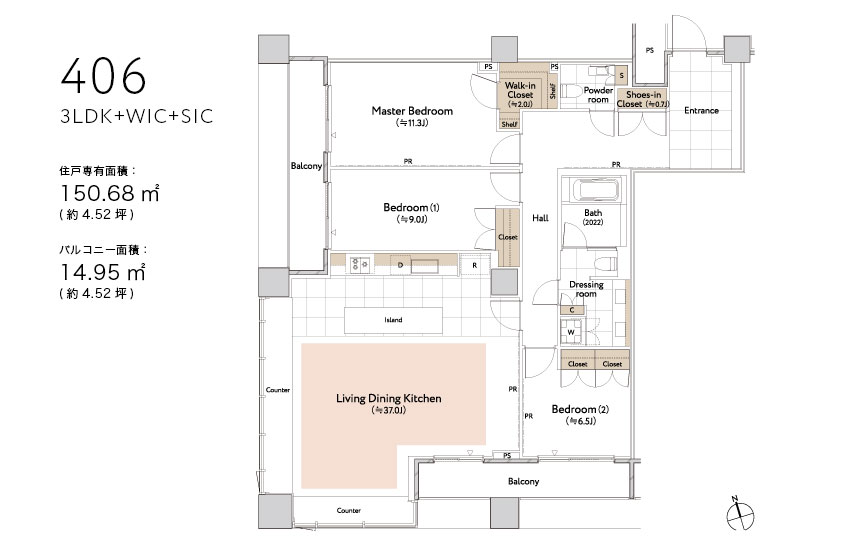 406
3LDK+WIC+SIC
住戸専有面積：
150.68 ㎡
( 約 4.52 坪 )
バルコニー面積：
14.95 ㎡
( 約 4.52 坪 )
PS
PS
PS
Walk-in
Closet
(≒2.0J)
Shelf
Shelf
Powder
room
S
Shoes-in
Closet (≒0.7J)
Entrance
Master Bedroom
(≒11.3J)
Balcony
PR
PR
Bedroom (1)
(≒9.0J)
Closet
Hall
Bath
(2022)
D
R
Dressing
room
C
W
Island
Counter
Living Dining Kitchen
(≒37.0J)
PR
PR
Closet
Closet
Bedroom (2)
(≒6.5J)
PS
Balcony
Counter
N